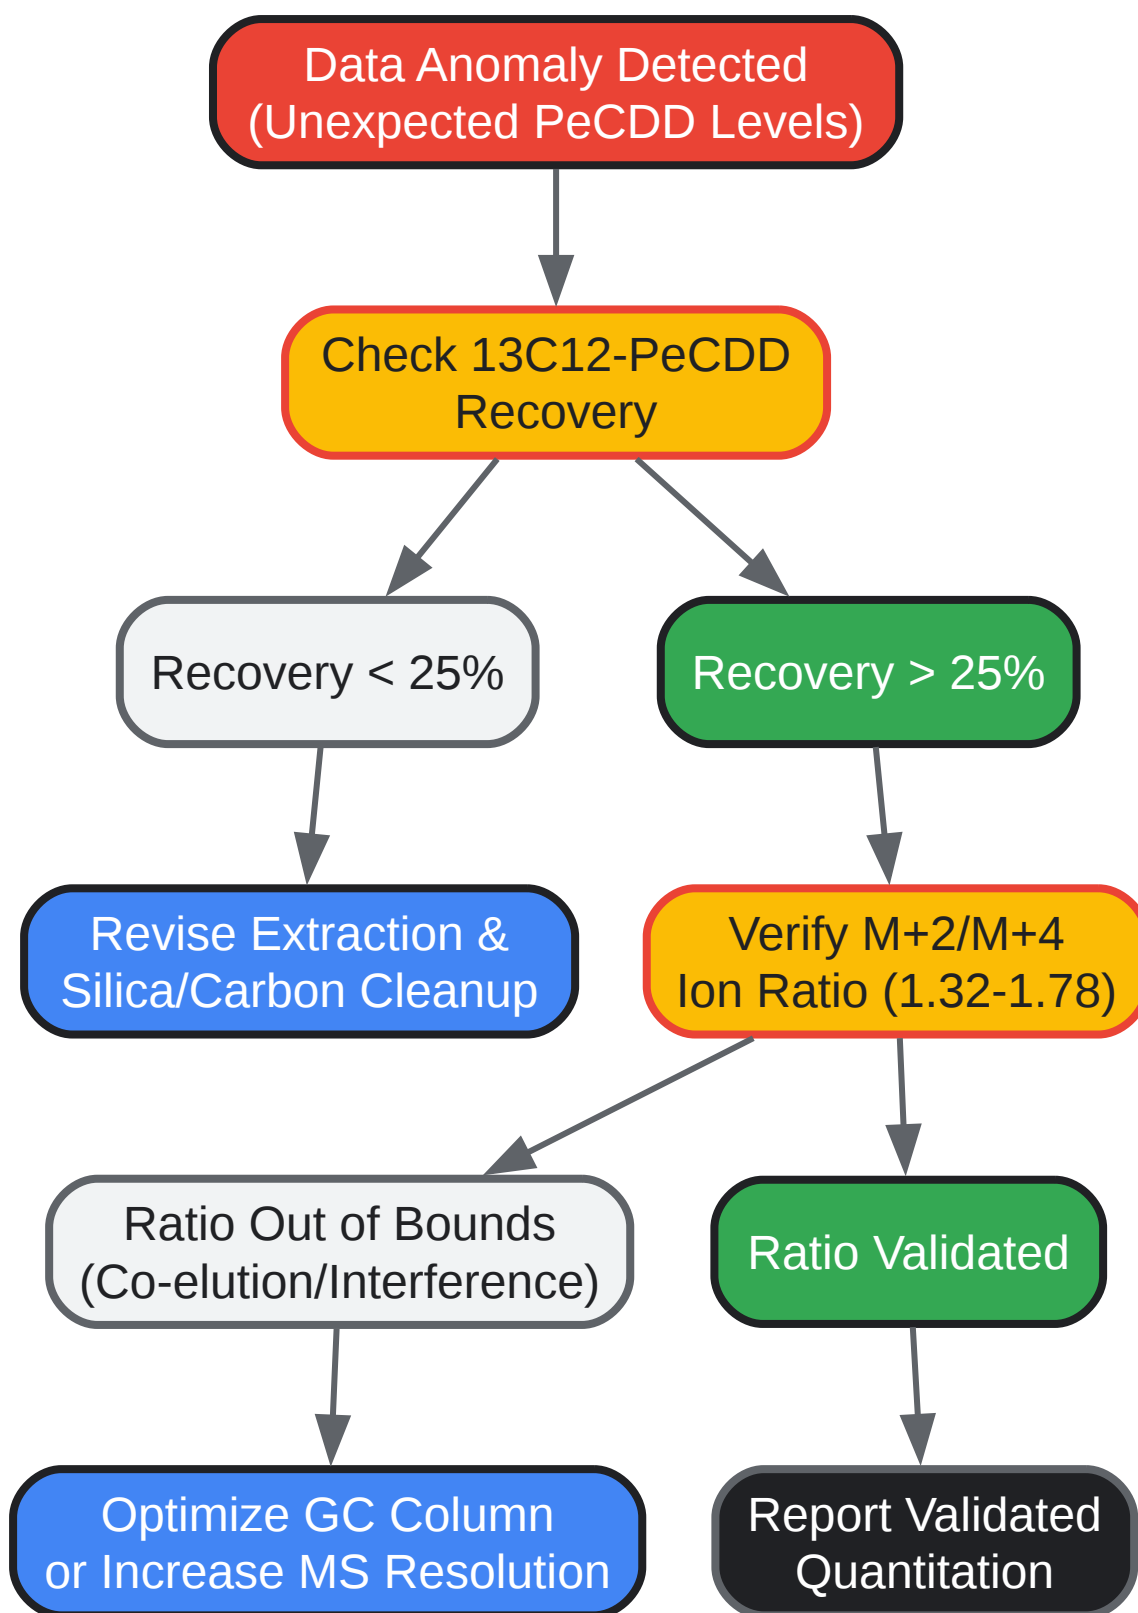 Data Anomaly Detected
(Unexpected PeCDD Levels)
Check 13C12-PeCDD
Recovery
Recovery < 25%
Recovery > 25%
Revise Extraction &
Silica/Carbon Cleanup
Verify M+2/M+4
Ion Ratio (1.32-1.78)
Ratio Out of Bounds
(Co-elution/Interference)
Ratio Validated
Optimize GC Column
or Increase MS Resolution
Report Validated
Quantitation